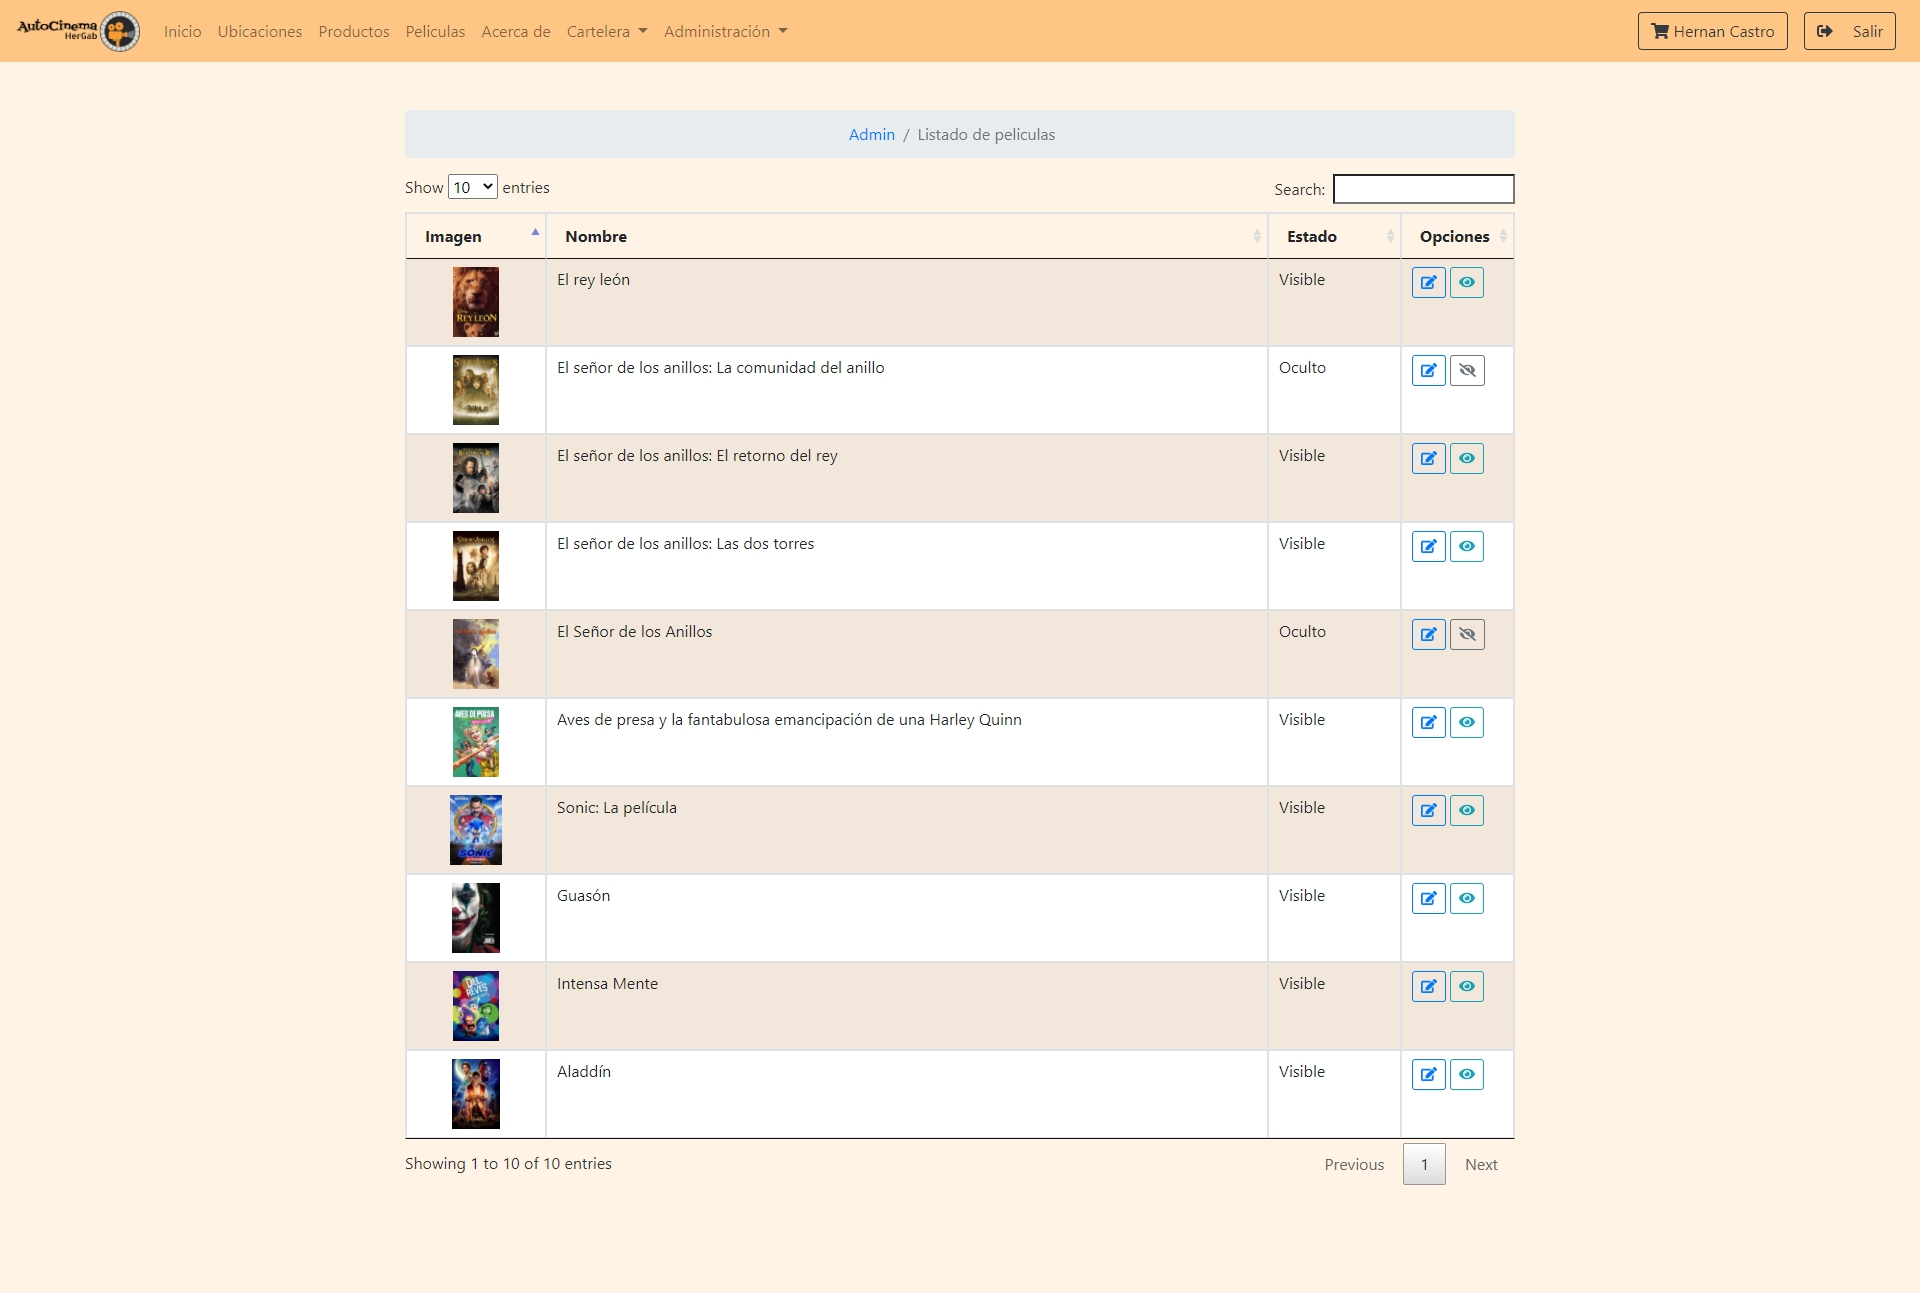 AutoCinema
HerGab
Inicio Ubicaciones Productos Peliculas Acerca de Cartelera Administración Hernan Castro Salir
Admin / Listado de peliculas
Show 10 entries Search:
Imagen Nombre Estado Opciones
REY LEON
El rey león Visible
El señor de los anillos: La comunidad del anillo Oculto
El señor de los anillos: El retorno del rey Visible
El señor de los anillos: Las dos torres Visible
El Señor de los Anillos Oculto
AVES DE PRESA
Aves de presa y la fantabulosa emancipación de una Harley Quinn Visible
SONIC
Sonic: La película Visible
Guasón Visible
DEL REVES
Intensa Mente Visible
Aladdín Visible
Showing 1 to 10 of 10 entries Previous 1 Next